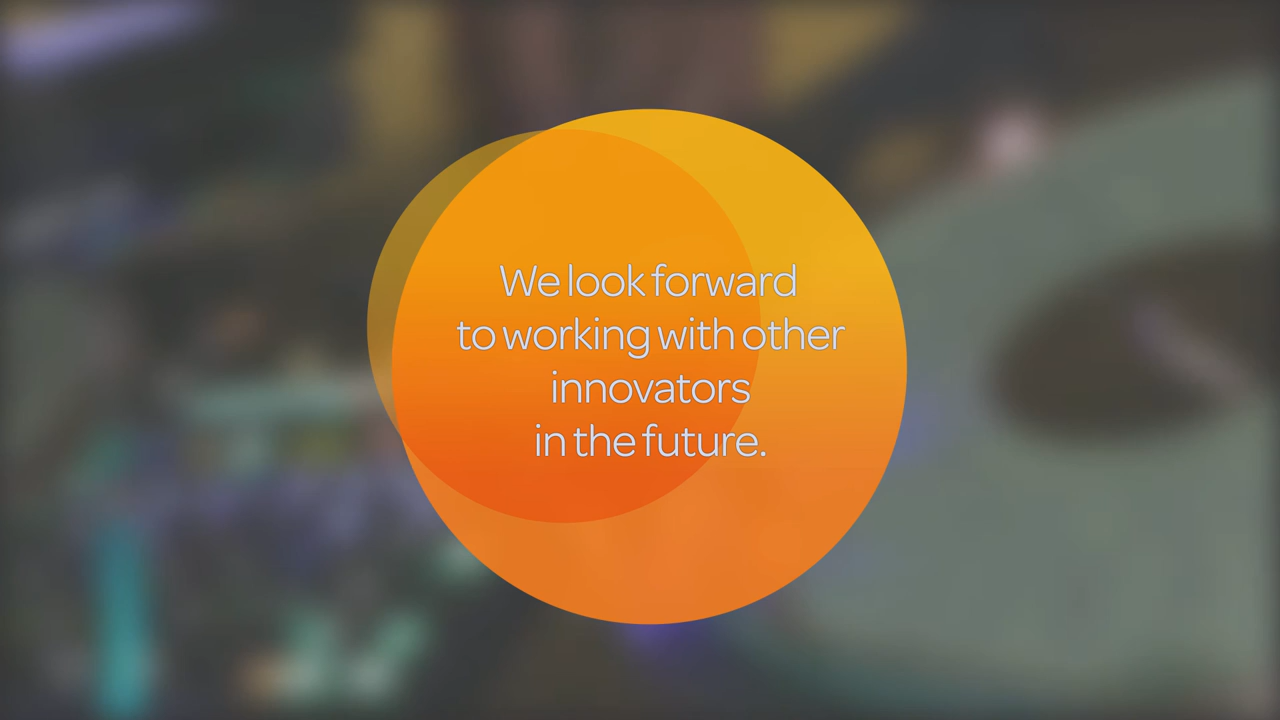 We look forward
to working with other
innovators
in the future.